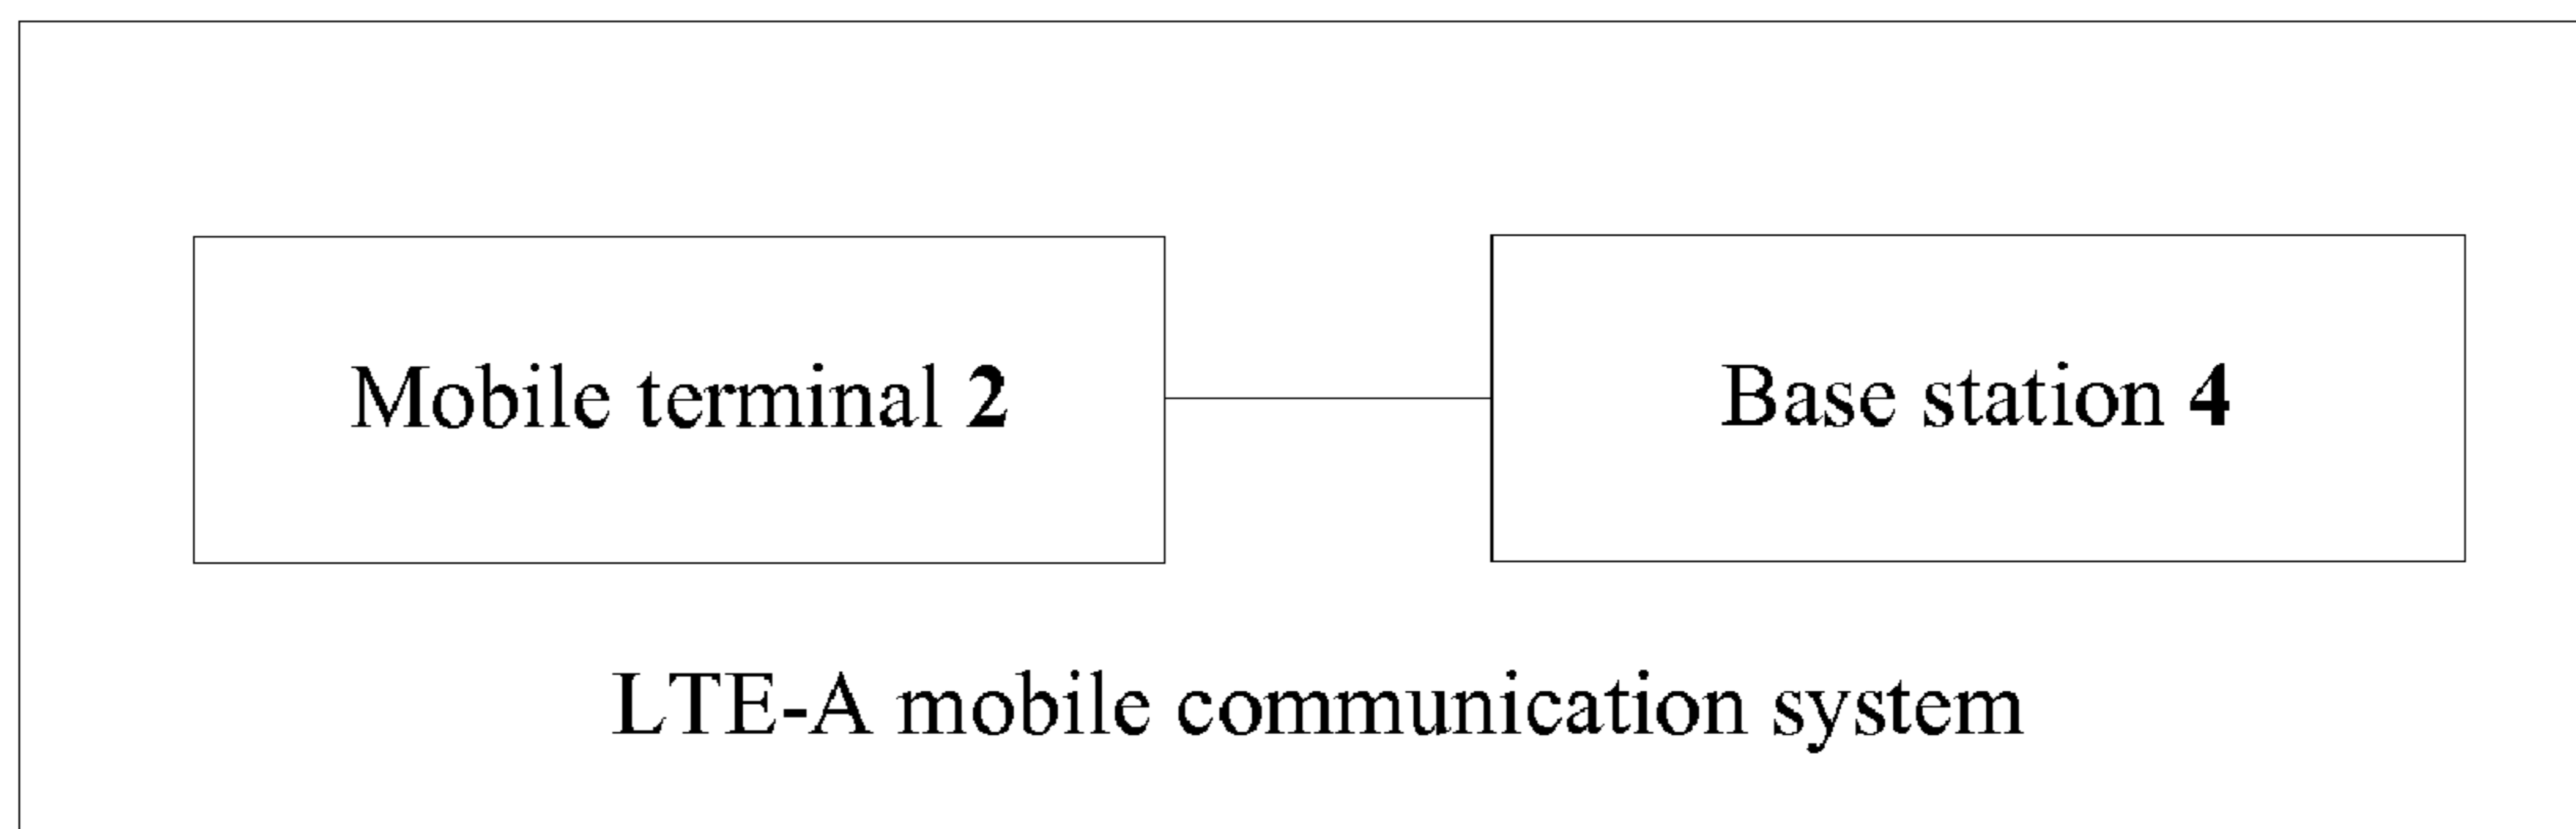 Mobile terminal 2
Base station 4
LTE-A mobile communication system